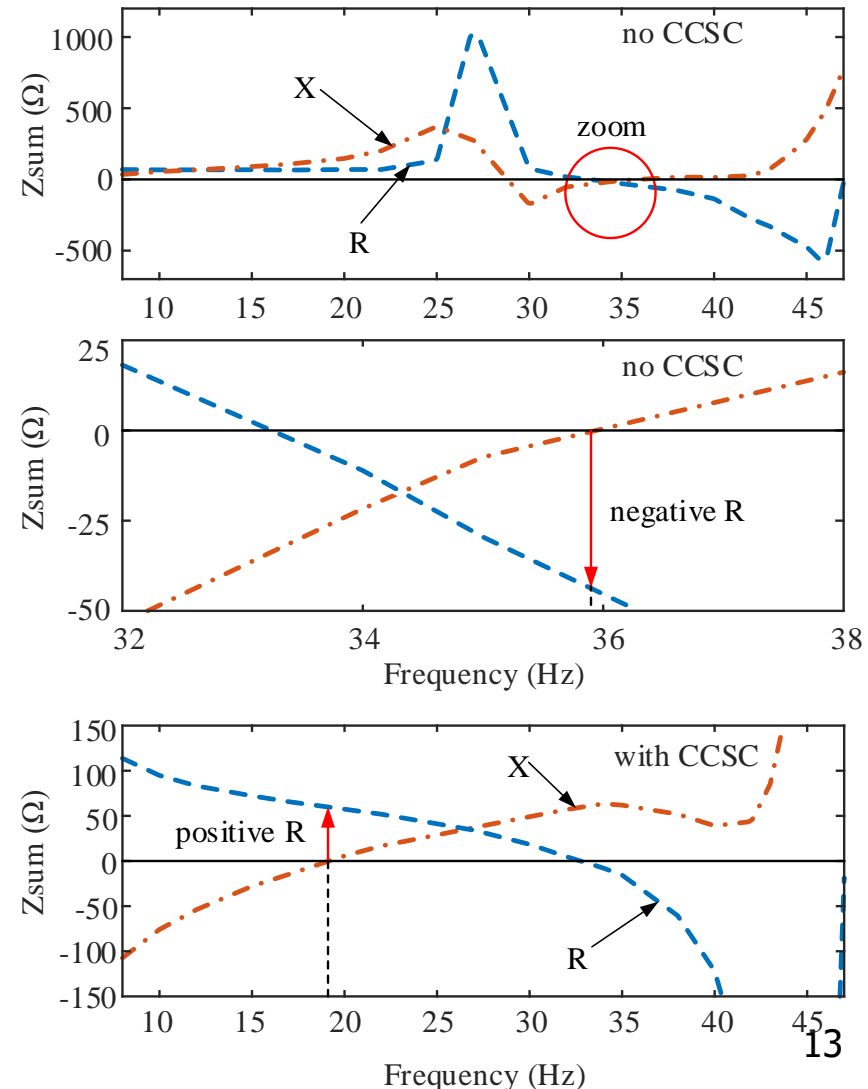 1000
no CCSC
X
500
zoom
Zsum (Ω)
0
R
-500
10 15 20 25 30 35 40 45
25
no CCSC
0
Zsum (Ω)
-25
negative R
-50
32 34 36 38
Frequency (Hz)
150
with CCSC
100
X
50
positive R
Zsum (Ω)
0
-50
R
-100
-150
10 15 20 25 30 35 40 45
13
Frequency (Hz)